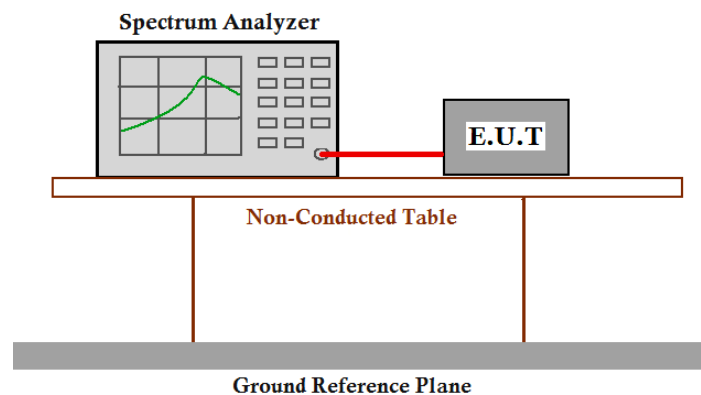 Spectrum Analyzer
E.U.T
Non-Conducted Table
Ground Reference Plane